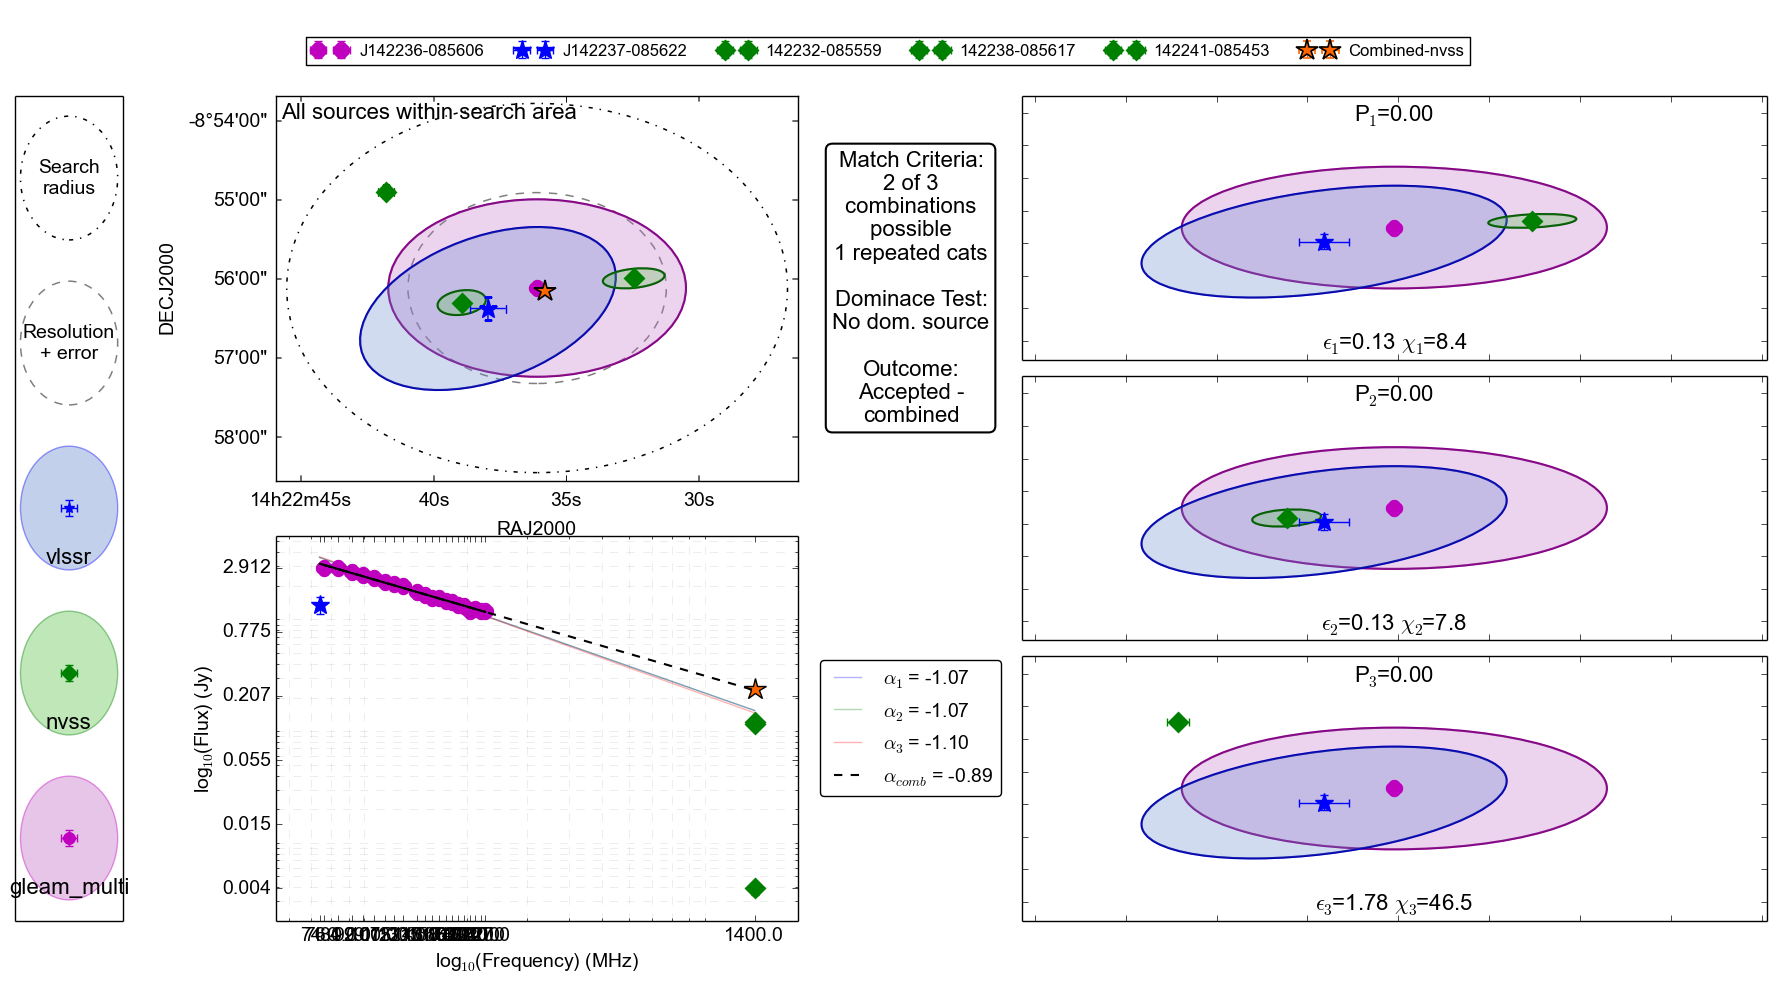 J142236-085606 J142237-085622 142232-085559 142238-085617 142241-085453 Combined-nvss
Search
radius
Resolution
+ error
vlssr
nvss
gleam_multi
All sources within search area
DECJ2000
-8°54'00"
55'00"
56'00"
57'00"
58'00"
14h22m45s 40s 35s 30s
RAJ2000
log10(Flux) (Jy)
2.912
0.775
0.207
0.055
0.015
0.004
1400.0
log10(Frequency) (MHz)
Match Criteria:
2 of 3
combinations
possible
1 repeated cats
Dominace Test:
No dom. source
Outcome:
Accepted -
combined
α1 = -1.07
α2 = -1.07
α3 = -1.10
αcomb = -0.89
P1=0.00
ϵ1=0.13 χ1=8.4
P2=0.00
ϵ2=0.13 χ2=7.8
P3=0.00
ϵ3=1.78 χ3=46.5